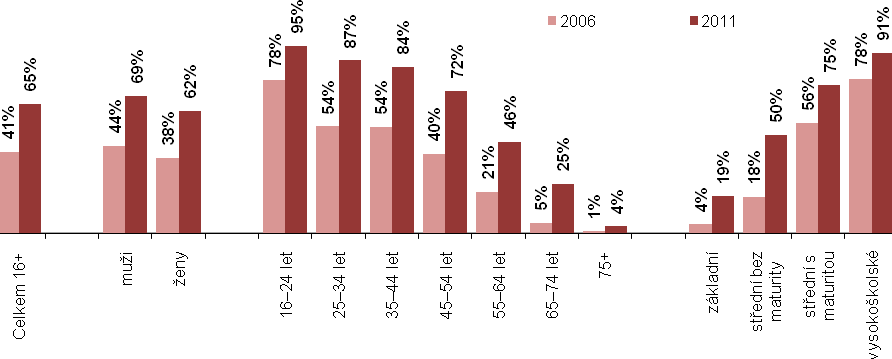 2006
2011
41%
65%
44%
69%
38%
62%
78%
95%
54%
87%
54%
84%
40%
72%
21%
46%
5%
25%
1%
4%
4%
19%
18%
50%
56%
75%
78%
91%
Celkem 16+
muži
ženy
16–24 let
25–34 let
35–44 let
45–54 let
55–64 let
65–74 let
75+
základní
střední bez
maturity
střední s
maturitou
vysokoškolské